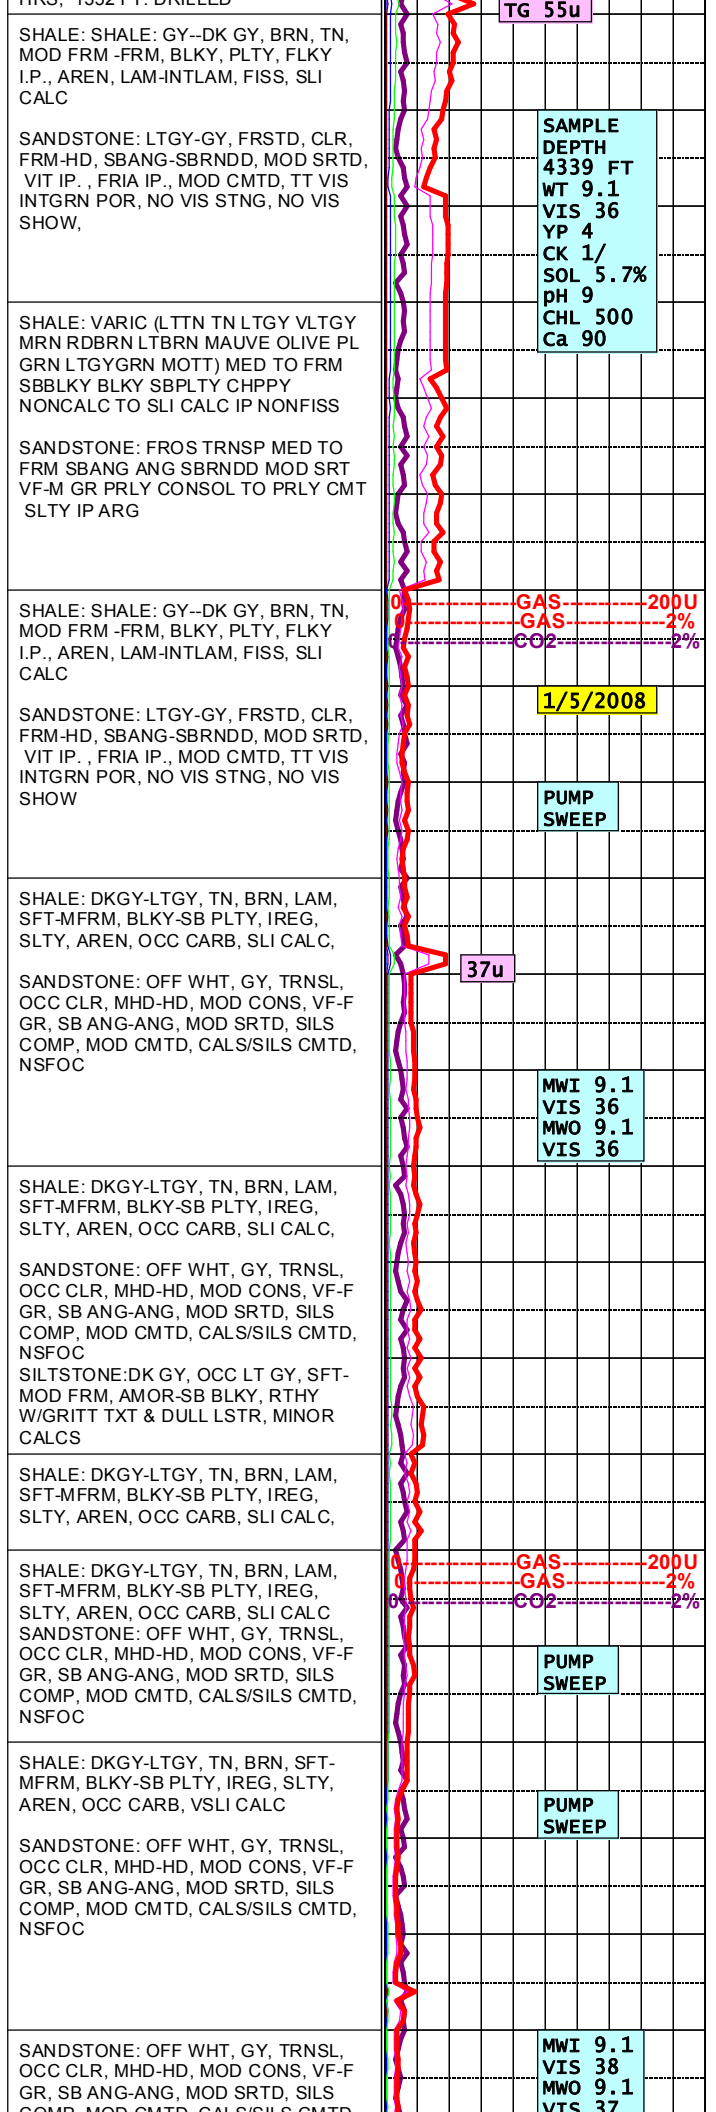 TG 55u
SHALE: SHALE: GY--DK GY, BRN, TN,
MOD FRM -FRM, BLKY, PLTY, FLKY
I.P., AREN, LAM-INTLAM, FISS, SLI
CALC
SANDSTONE: LTGY-GY, FRSTD, CLR,
FRM-HD, SBANG-SBRNDD, MOD SRTD,
VIT IP. , FRIA IP., MOD CMTD, TT VIS
INTGRN POR, NO VIS STNG, NO VIS
SHOW,
SAMPLE
DEPTH
4339 FT
WT 9.1
VIS 36
YP 4
CK 1/
SOL 5.7%
pH 9
CHL 500
Ca 90
SHALE: VARIC (LTTN TN LTGY VLTGY
MRN RDBRN LTBRN MAUVE OLIVE PL
GRN LTGYGRN MOTT) MED TO FRM
SBBLKY BLKY SBPLTY CHPPY
NONCALC TO SLI CALC IP NONFISS
SANDSTONE: FROS TRNSP MED TO
FRM SBANG ANG SBRNDD MOD SRT
VF-M GR PRLY CONSOL TO PRLY CMT
SLTY IP ARG
SHALE: SHALE: GY--DK GY, BRN, TN,
MOD FRM -FRM, BLKY, PLTY, FLKY
I.P., AREN, LAM-INTLAM, FISS, SLI
CALC
SANDSTONE: LTGY-GY, FRSTD, CLR,
FRM-HD, SBANG-SBRNDD, MOD SRTD,
VIT IP. , FRIA IP., MOD CMTD, TT VIS
INTGRN POR, NO VIS STNG, NO VIS
SHOW
0 GAS 200U
0 GAS 2%
0 CO2 2%
1/5/2008
PUMP
SWEEP
SHALE: DKGY-LTGY, TN, BRN, LAM,
SFT-MFRM, BLKY-SB PLTY, IREG,
SLTY, AREN, OCC CARB, SLI CALC,
SANDSTONE: OFF WHT, GY, TRNSL,
OCC CLR, MHD-HD, MOD CONS, VF-F
GR, SB ANG-ANG, MOD SRTD, SILS
COMP, MOD CMTD, CALS/SILS CMTD,
NSFOC
37u
MWI 9.1
VIS 36
MWO 9.1
VIS 36
SHALE: DKGY-LTGY, TN, BRN, LAM,
SFT-MFRM, BLKY-SB PLTY, IREG,
SLTY, AREN, OCC CARB, SLI CALC,
SANDSTONE: OFF WHT, GY, TRNSL,
OCC CLR, MHD-HD, MOD CONS, VF-F
GR, SB ANG-ANG, MOD SRTD, SILS
COMP, MOD CMTD, CALS/SILS CMTD,
NSFOC
SILTSTONE:DK GY, OCC LT GY, SFT-
MOD FRM, AMOR-SB BLKY, RTHY
W/GRITT TXT & DULL LSTR, MINOR
CALCS
SHALE: DKGY-LTGY, TN, BRN, LAM,
SFT-MFRM, BLKY-SB PLTY, IREG,
SLTY, AREN, OCC CARB, SLI CALC,
SHALE: DKGY-LTGY, TN, BRN, LAM,
SFT-MFRM, BLKY-SB PLTY, IREG,
SLTY, AREN, OCC CARB, SLI CALC
SANDSTONE: OFF WHT, GY, TRNSL,
OCC CLR, MHD-HD, MOD CONS, VF-F
GR, SB ANG-ANG, MOD SRTD, SILS
COMP, MOD CMTD, CALS/SILS CMTD,
NSFOC
0 GAS 200U
0 GAS 2%
0 CO2 2%
PUMP
SWEEP
SHALE: DKGY-LTGY, TN, BRN, SFT-
MFRM, BLKY-SB PLTY, IREG, SLTY,
AREN, OCC CARB, VSLI CALC
SANDSTONE: OFF WHT, GY, TRNSL,
OCC CLR, MHD-HD, MOD CONS, VF-F
GR, SB ANG-ANG, MOD SRTD, SILS
COMP, MOD CMTD, CALS/SILS CMTD,
NSFOC
PUMP
SWEEP
SANDSTONE: OFF WHT, GY, TRNSL,
OCC CLR, MHD-HD, MOD CONS, VF-F
GR, SB ANG-ANG, MOD SRTD, SILS
COMP, MOD CMTD, CALS/SILS CMTD,
MWI 9.1
VIS 38
MWO 9.1
VIS 37